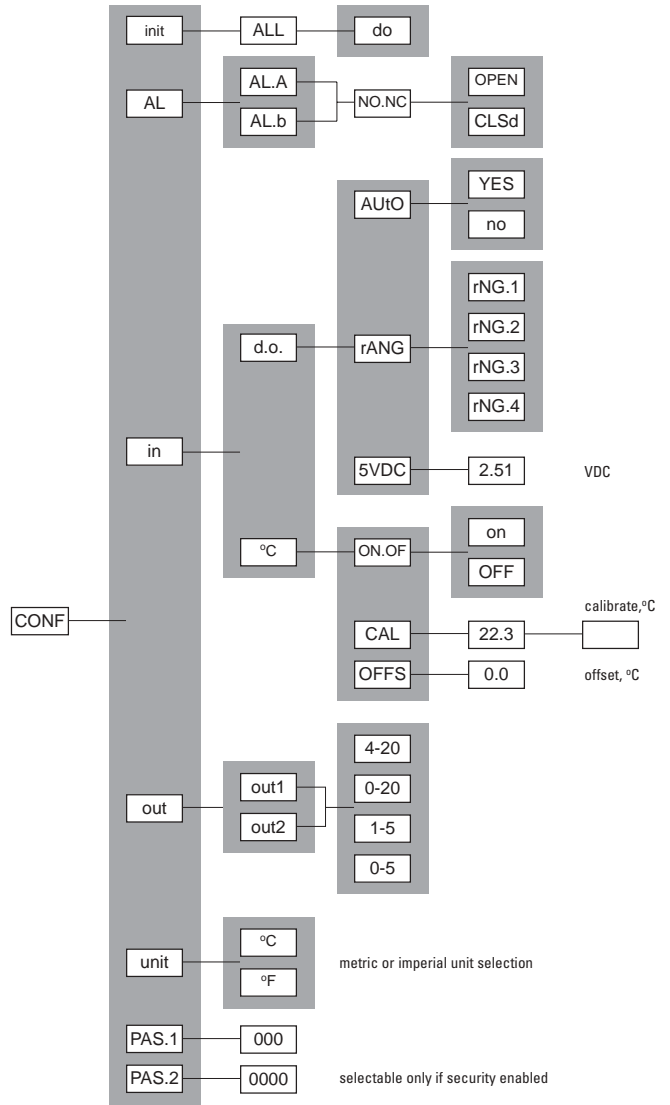 init ALL do
AL AL.A NO.NC OPEN
AL.b CLSd
AUtO YES
no
rNG.1
d.o. rANG rNG.2
rNG.3
rNG.4
in 5VDC 2.51 VDC
°C ON.OF on
OFF
CONF calibrate,°C
CAL 22.3
OFFS 0.0 offset, °C
4-20
out out1 0-20
out2 1-5
0-5
unit °C metric or imperial unit selection
°F
PAS.1 000
PAS.2 0000 selectable only if security enabled